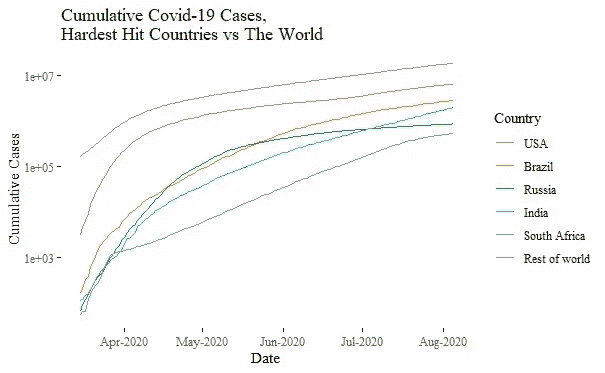 Cumulative Covid-19 Cases,
Hardest Hit Countries vs The World
Cumulative Cases
1e+07
1e+05
1e+03
Apr-2020
May-2020
Jun-2020
Jul-2020
Aug-2020
Date
Country
USA
Brazil
Russia
India
South Africa
Rest of world